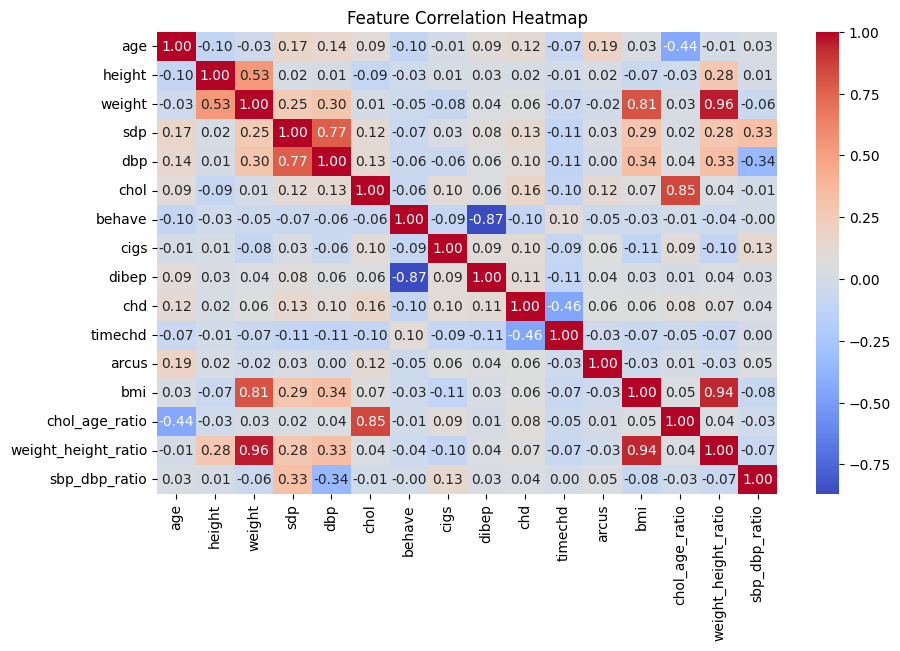 Feature Correlation Heatmap
age 1.00 -0.10 -0.03 0.17 0.14 0.09 -0.10 -0.01 0.09 0.12 -0.07 0.19 0.03 -0.44 -0.01 0.03
height -0.10 1.00 0.53 0.02 0.01 -0.09 -0.03 0.01 0.03 0.02 -0.01 0.02 -0.07 -0.03 0.28 0.01
weight -0.03 0.53 1.00 0.25 0.30 0.01 -0.05 -0.08 0.04 0.06 -0.07 -0.02 0.81 0.03 0.96 -0.06
sdp 0.17 0.02 0.25 1.00 0.77 0.12 -0.07 0.03 0.08 0.13 -0.11 0.03 0.29 0.02 0.28 0.33
dbp 0.14 0.01 0.30 0.77 1.00 0.13 -0.06 -0.06 0.06 0.10 -0.11 0.00 0.34 0.04 0.33 -0.34
chol 0.09 -0.09 0.01 0.12 0.13 1.00 -0.06 0.10 0.06 0.16 -0.10 0.12 0.07 0.85 0.04 -0.01
behave -0.10 -0.03 -0.05 -0.07 -0.06 -0.06 1.00 -0.09 -0.87 -0.10 0.10 -0.05 -0.03 -0.01 -0.04 -0.00
cigs -0.01 0.01 -0.08 0.03 -0.06 0.10 -0.09 1.00 0.09 0.10 -0.09 0.06 -0.11 0.09 -0.10 0.13
dibep 0.09 0.03 0.04 0.08 0.06 0.06 -0.87 0.09 1.00 0.11 -0.11 0.04 0.03 0.01 0.04 0.03
chd 0.12 0.02 0.06 0.13 0.10 0.16 -0.10 0.10 0.11 1.00 -0.46 0.06 0.06 0.08 0.07 0.04
timechd -0.07 -0.01 -0.07 -0.11 -0.11 -0.10 0.10 -0.09 -0.11 -0.46 1.00 -0.03 -0.07 -0.05 -0.07 0.00
arcus 0.19 0.02 -0.02 0.03 0.00 0.12 -0.05 0.06 0.04 0.06 -0.03 1.00 -0.03 0.01 -0.03 0.05
bmi 0.03 -0.07 0.81 0.29 0.34 0.07 -0.03 -0.11 0.03 0.06 -0.07 -0.03 1.00 0.05 0.94 -0.08
chol_age_ratio -0.44 -0.03 0.03 0.02 0.04 0.85 -0.01 0.09 0.01 0.08 -0.05 0.01 0.05 1.00 0.04 -0.03
weight_height_ratio -0.01 0.28 0.96 0.28 0.33 0.04 -0.04 -0.10 0.04 0.07 -0.07 -0.03 0.94 0.04 1.00 -0.07
sbp_dbp_ratio 0.03 0.01 -0.06 0.33 -0.34 -0.01 -0.00 0.13 0.03 0.04 0.00 0.05 -0.08 -0.03 -0.07 1.00
age height weight sdp dbp chol behave cigs dibep chd timechd arcus bmi chol_age_ratio weight_height_ratio sbp_dbp_ratio
1.00
0.75
0.50
0.25
0.00
-0.25
-0.50
-0.75